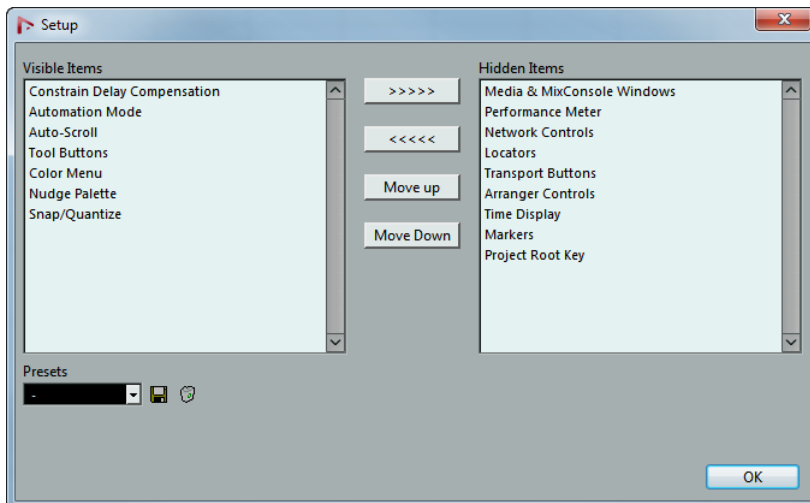 Setup
Visible Items
Constrain Delay Compensation
Automation Mode
Auto-Scroll
Tool Buttons
Color Menu
Nudge Palette
Snap/Quantize
>>>>>
<<<<<
Move up
Move Down
Hidden Items
Media & MixConsole Windows
Performance Meter
Network Controls
Locators
Transport Buttons
Arranger Controls
Time Display
Markers
Project Root Key
Presets
-
OK